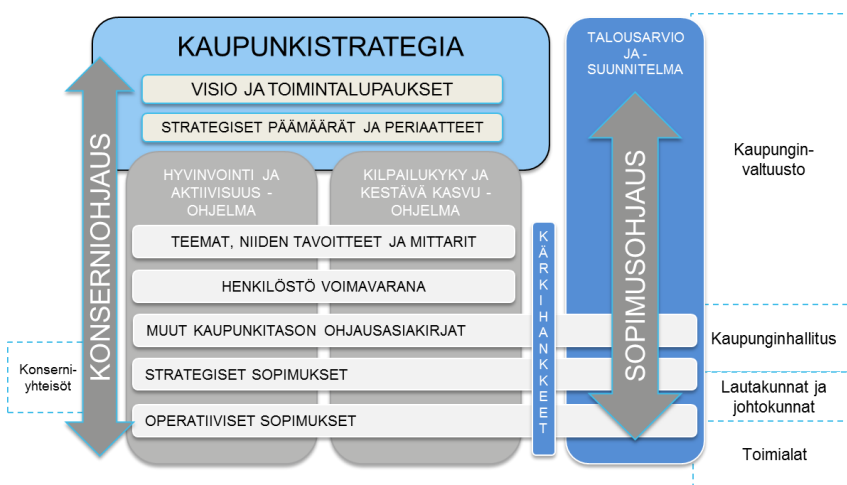 KAUPUNKISTRATEGIA
VISIO JA TOIMINTALUPAUKSET
STRATEGISET PÄÄMÄÄRÄT JA PERIAATTEET
HYVINVOINTI JA
AKTIIVISUUS -
OHJELMA
KILPAILUKYKY JA
KESTÄVÄ KASVU -
OHJELMA
TEEMAT, NIIDEN TAVOITTEET JA MITTARIT
HENKILÖSTÖ VOIMAVARANA
MUUT KAUPUNKITASON OHJAUSASIAKIRJAT
STRATEGISET SOPIMUKSET
OPERATIIVISET SOPIMUKSET
KONSERNIOHJAUS
Konserni-
yhteisöt
KÄRKIHANKKEET
TALOUSARVIO
JA -
SUUNNITELMA
SOPIMUSOHJAUS
Kaupungin-
valtuusto
Kaupunginhallitus
Lautakunnat ja
johtokunnat
Toimialat